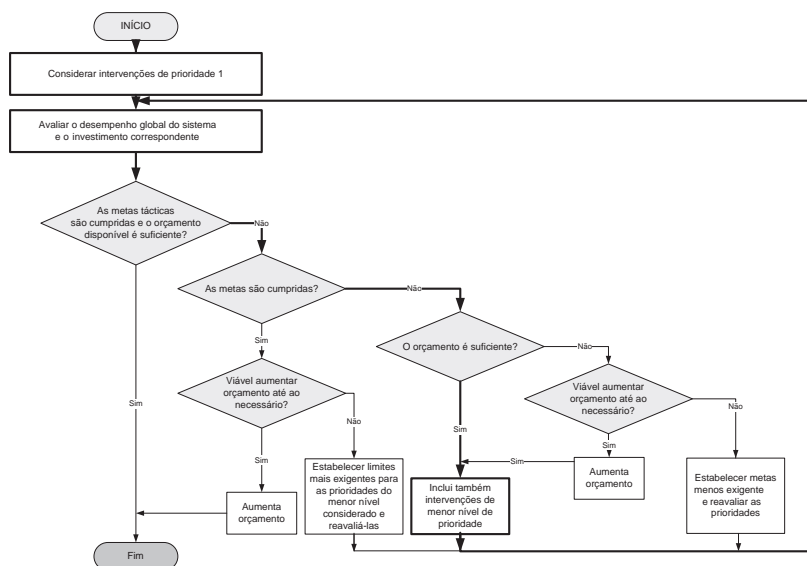 INÍCIO
Considerar intervenções de prioridade 1
Avaliar o desempenho global do sistema
e o investimento correspondente
As metas tácticas
são cumpridas e o orçamento
disponível é suficiente?
Não
As metas são cumpridas?
Não
Sim
O orçamento é suficiente?
Não
Viável aumentar
orçamento até ao
necessário?
Viável aumentar
orçamento até ao
necessário?
Sim
Não
Sim
Não
Sim
Sim
Sim
Aumenta
orçamento
Estabelecer limites
mais exigentes para
as prioridades do
menor nível
considerado e
reavaliá-las
Inclui também
intervenções de
menor nível de
prioridade
Estabelecer metas
menos exigente
e reavaliar as
prioridades
Aumenta
orçamento
Fim